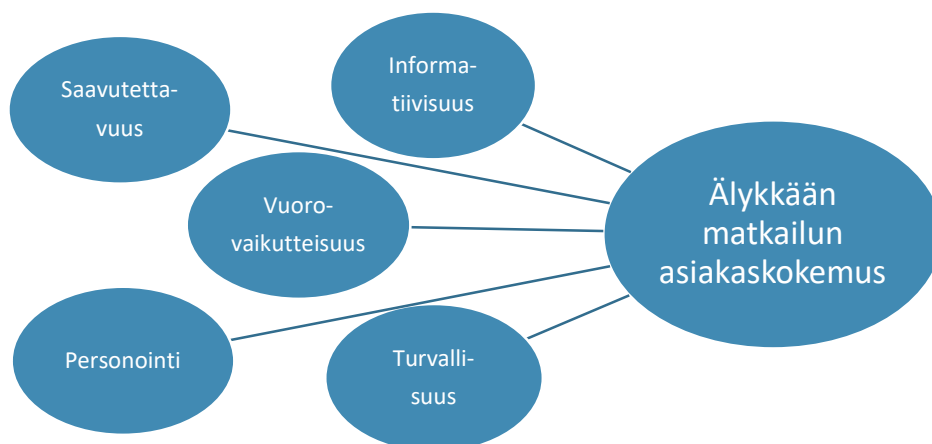 Informa-
tiivisuus
Saavutetta-
vuus
Vuoro-
vaikutteisuus
Älykkään
matkailun
asiakaskokemus
Personointi
Turvalli-
suus